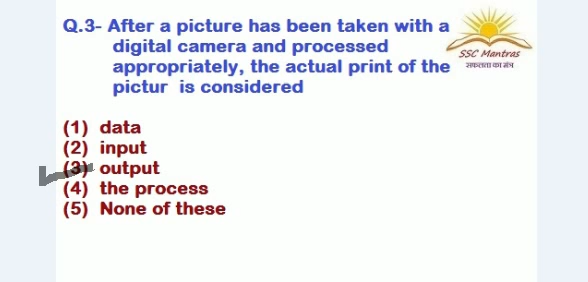 Q.3- After a picture has been taken with a
digital camera and processed
appropriately, the actual print of the
pictur is considered
SSC Mantras
सफलता का मंत्र
(1) data
(2) input
(3) output
(4) the process
(5) None of these